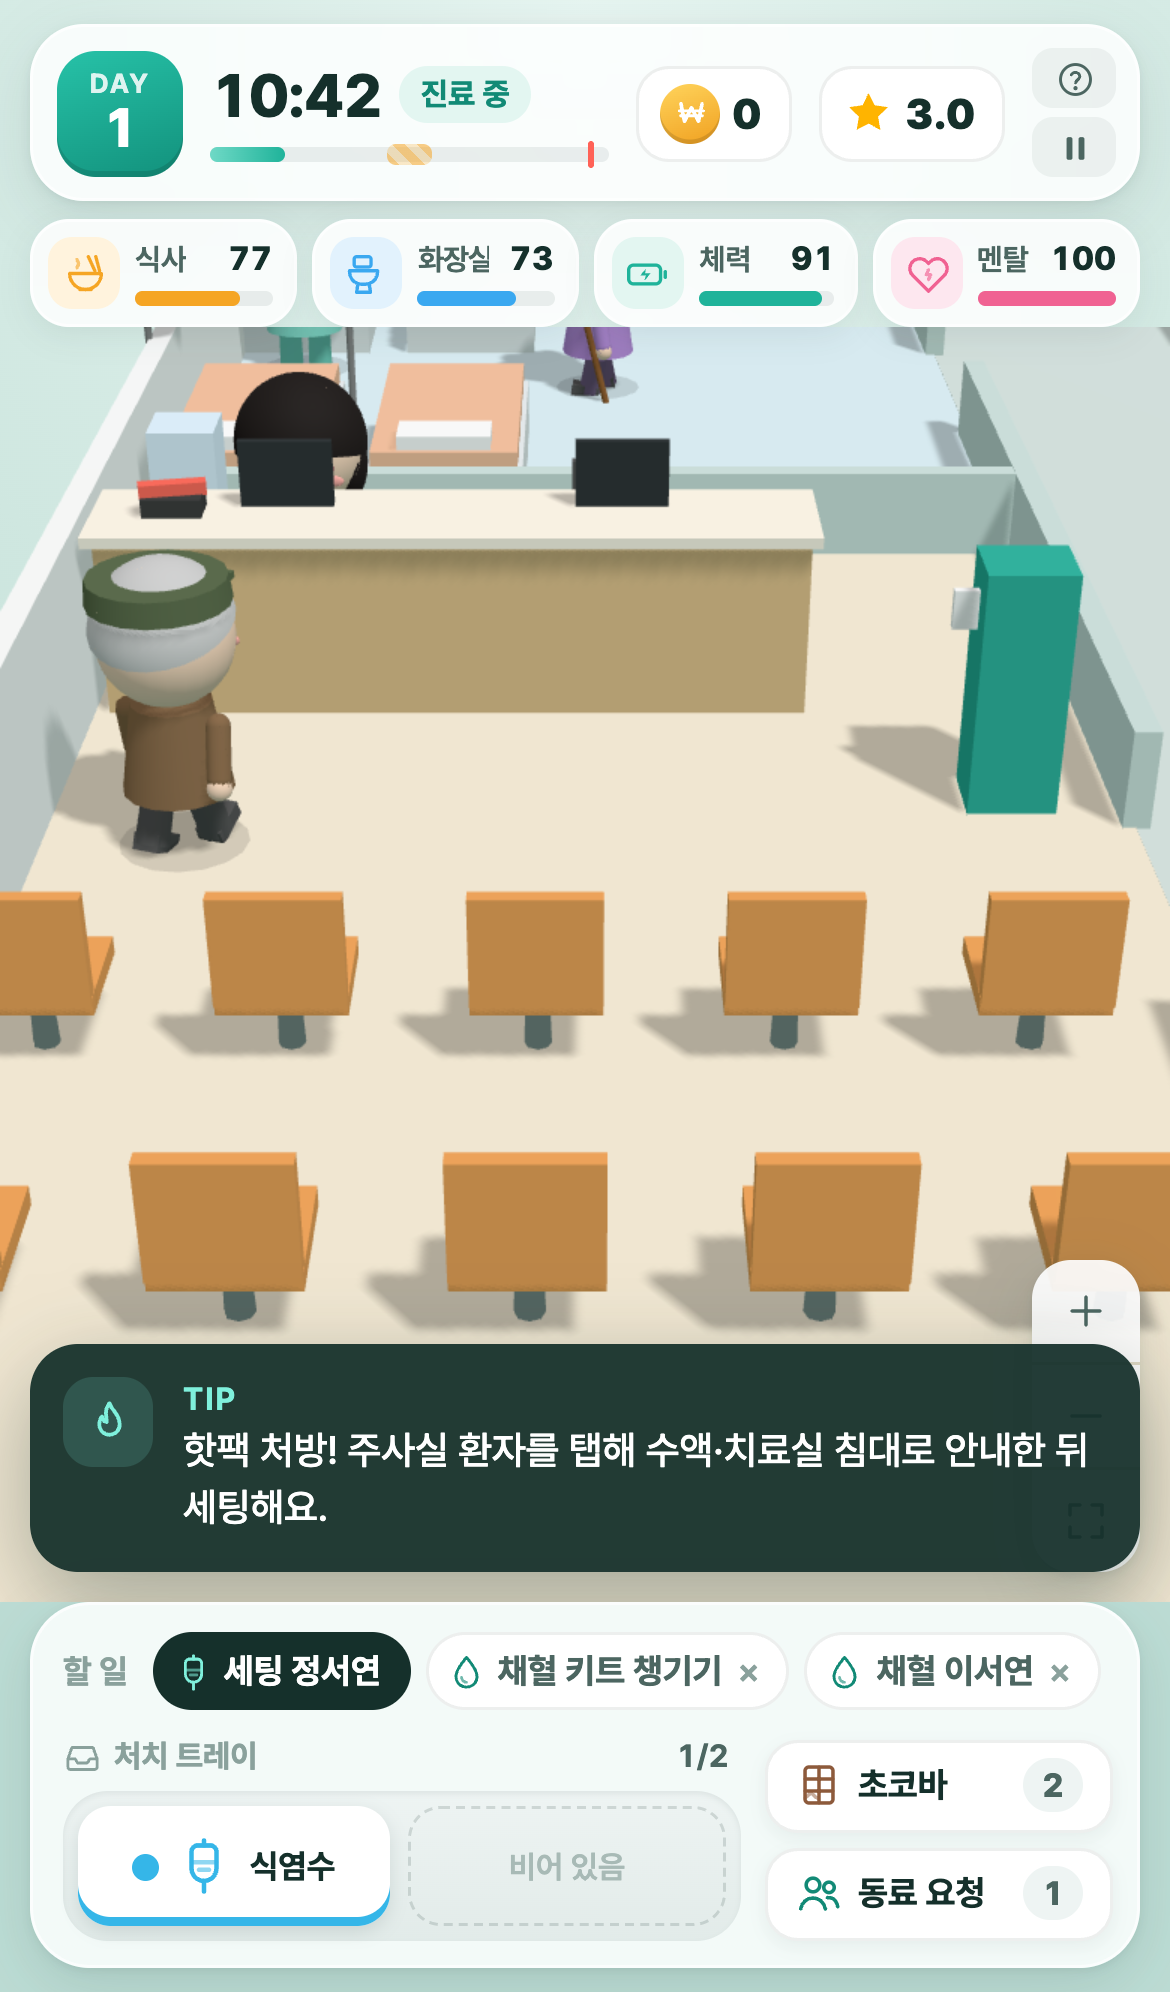 DAY
1
10:42
진료 중
₩ 0
3.0
식사 77
화장실 73
체력 91
멘탈 100
TIP
핫팩 처방! 주사실 환자를 탭해 수액·치료실 침대로 안내한 뒤
세팅해요.
할 일
세팅 정서연
채혈 키트 챙기기 ×
채혈 이서연 ×
처치 트레이 1/2
식염수
비어 있음
초코바 2
동료 요청 1